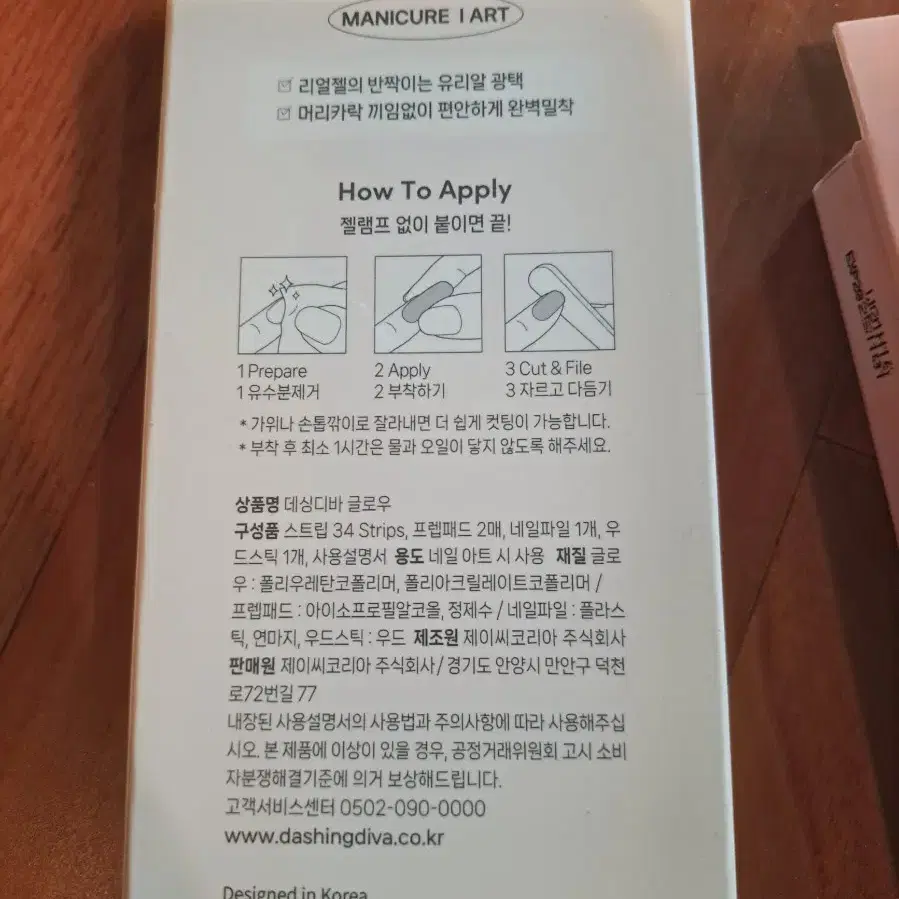 MANICURE | ART
리얼젤의 반짝이는 유리알 광택
머리카락 끼임없이 편안하게 완벽밀착
How To Apply
젤램프 없이 붙이면 끝!
1 Prepare
1 유수분제거
2 Apply
2 부착하기
3 Cut & File
3 자르고 다듬기
* 가위나 손톱깎이로 잘라내면 더 쉽게 컷팅이 가능합니다.
* 부착 후 최소 1시간은 물과 오일이 닿지 않도록 해주세요.
상품명 데싱디바 글로우
구성품 스트립 34 Strips, 프렙패드 2매, 네일파일 1개, 우
드스틱 1개, 사용설명서 용도 네일 아트 시 사용 재질 글로
우 : 폴리우레탄코폴리머, 폴리아크릴레이트코폴리머 /
프렙패드 : 아이소프로필알코올, 정제수 / 네일파일 : 플라스
틱, 연마지, 우드스틱 : 우드 제조원 제이씨코리아 주식회사
판매원 제이씨코리아 주식회사 / 경기도 안양시 만안구 덕천
로72번길 77
내장된 사용설명서의 사용법과 주의사항에 따라 사용해주십
시오. 본 제품에 이상이 있을 경우, 공정거래위원회 고시 소비
자분쟁해결기준에 의거 보상해드립니다.
고객서비스센터 0502-090-0000
www.dashingdiva.co.kr
Designed in Korea